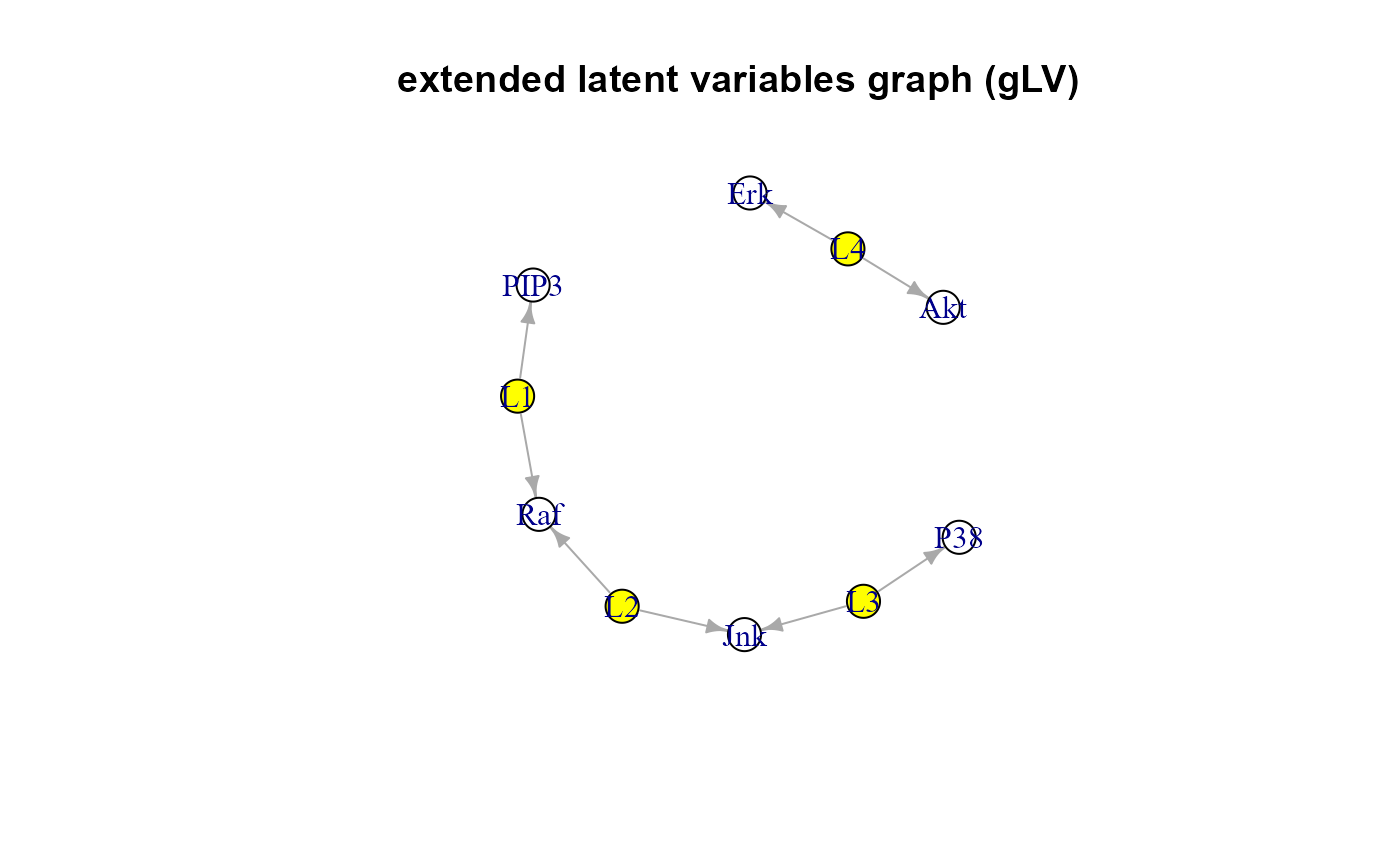 extended latent variables graph (gLV)
Erk
L4
PIP3
Akt
L1
Raf
P38
L2
L3
Jnk